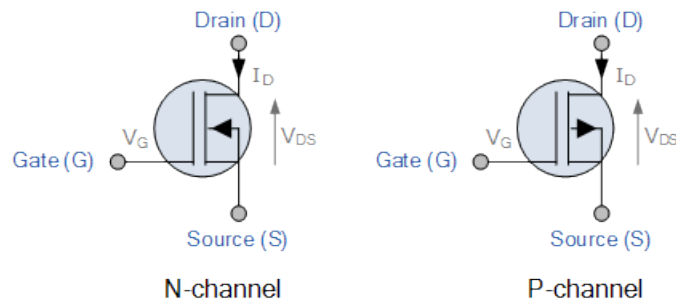 Drain (D)
I_D
V_G
V_DS
Gate (G)
Source (S)
N-channel
Drain (D)
I_D
V_G
V_DS
Gate (G)
Source (S)
P-channel